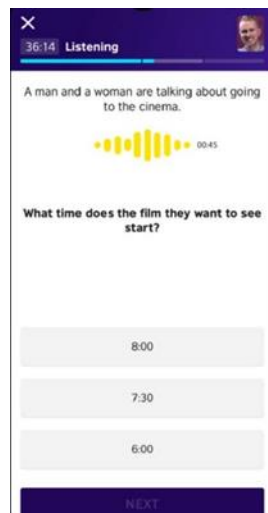 36:14 Listening
A man and a woman are talking about going
to the cinema.
00:45
What time does the film they want to see
start?
8:00
7:30
6:00
NEXT